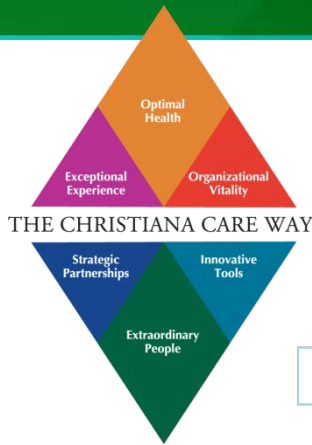 Optimal
Health
Exceptional
Experience
Organizational
Vitality
THE CHRISTIANA CARE WAY
Strategic
Partnerships
Innovative
Tools
Extraordinary
People